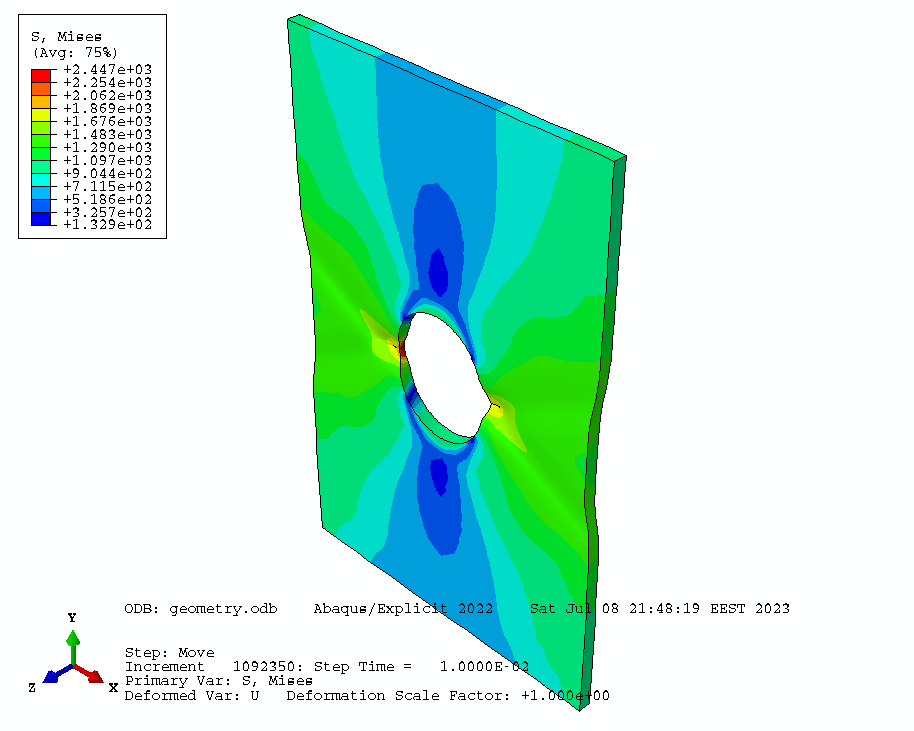 S, Mises
(Avg: 75%)
+2.447e+03
+2.254e+03
+2.062e+03
+1.869e+03
+1.676e+03
+1.483e+03
+1.290e+03
+1.097e+03
+9.044e+02
+7.115e+02
+5.186e+02
+3.257e+02
+1.329e+02
ODB: geometry.odb    Abaqus/Explicit 2022    Sat Jul 08 21:48:19 EEST 2023
Y
Z
X
Step: Move
Increment   1092350: Step Time =   1.0000E-02
Primary Var: S, Mises
Deformed Var: U   Deformation Scale Factor: +1.000e+00